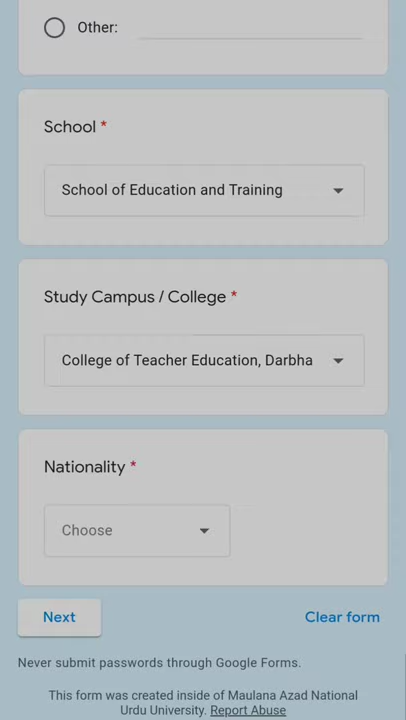 Other:
School *
School of Education and Training
Study Campus / College *
College of Teacher Education, Darbha
Nationality *
Choose
Next
Clear form
Never submit passwords through Google Forms.
This form was created inside of Maulana Azad National
Urdu University. Report Abuse